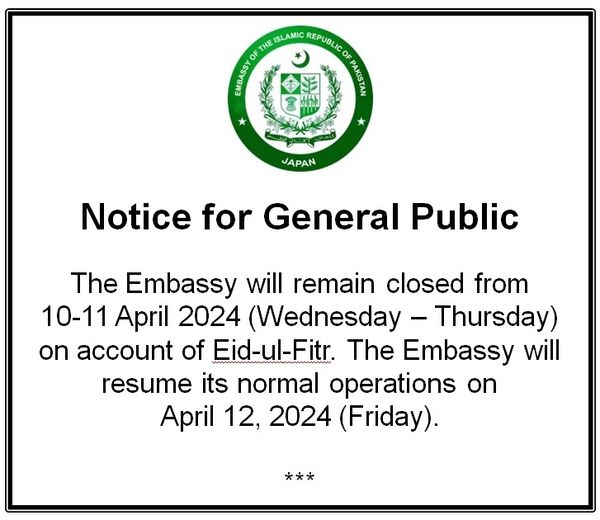 EMBASSY OF THE ISLAMIC REPUBLIC OF PAKISTAN
JAPAN
Notice for General Public
The Embassy will remain closed from
10-11 April 2024 (Wednesday – Thursday)
on account of Eid-ul-Fitr. The Embassy will
resume its normal operations on
April 12, 2024 (Friday).
***